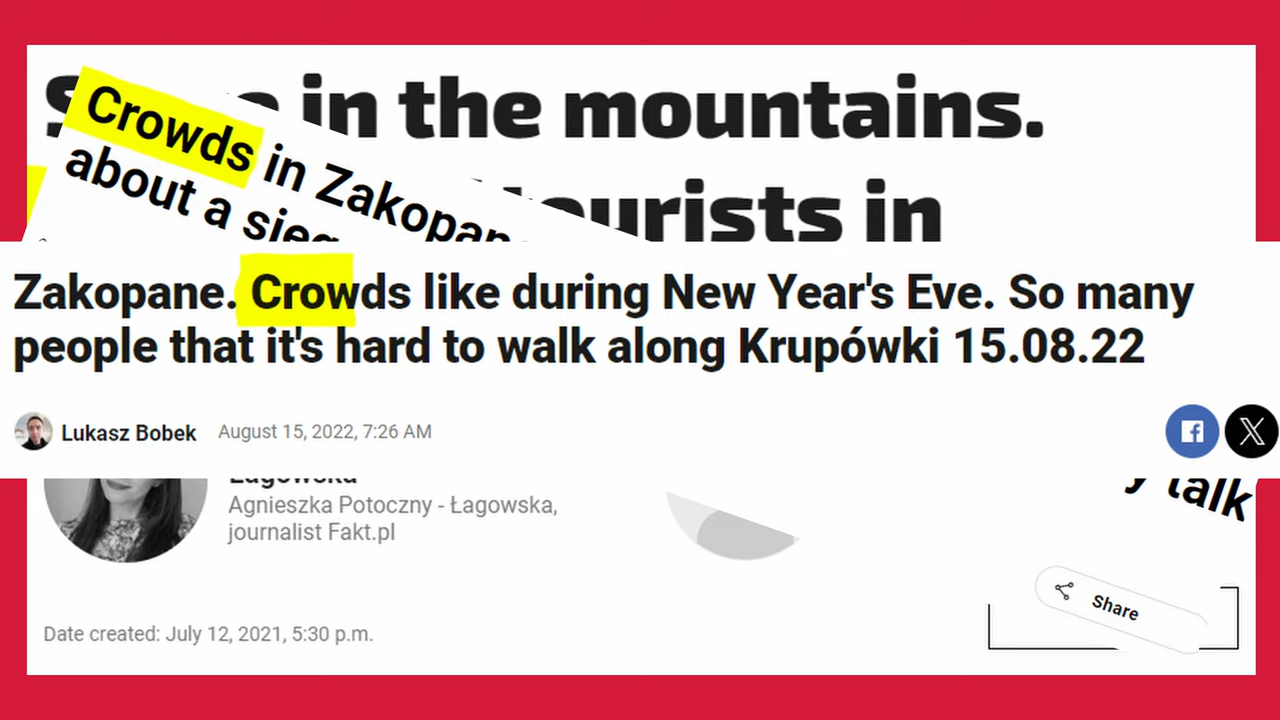 in the mountains.
tourists in
Crowds in Zakopan
about a sieg
Zakopane. Crowds like during New Year's Eve. So many
people that it's hard to walk along Krupówki 15.08.22
Lukasz Bobek August 15, 2022, 7:26 AM
Łagowska
Agnieszka Potoczny - Łagowska,
journalist Fakt.pl
y talk
Share
Date created: July 12, 2021, 5:30 p.m.